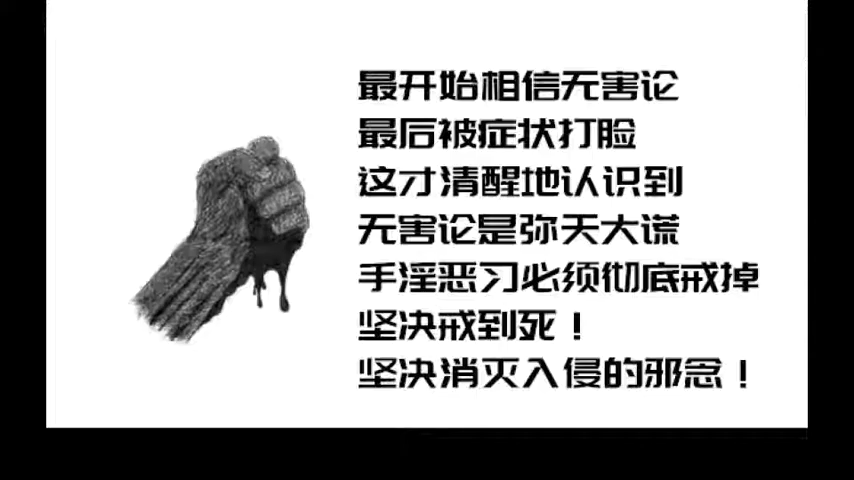 最开始相信无害论
最后被症状打脸
这才清醒地认识到
无害论是弥天大谎
手淫恶习必须彻底戒掉
坚决戒到死！
坚决消灭入侵的邪念！